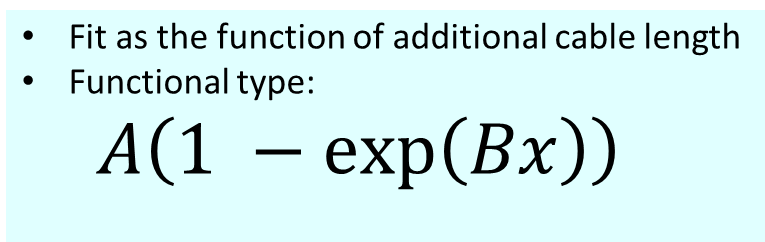 • Fit as the function of additional cable length
• Functional type:
A(1 − exp(Bx))